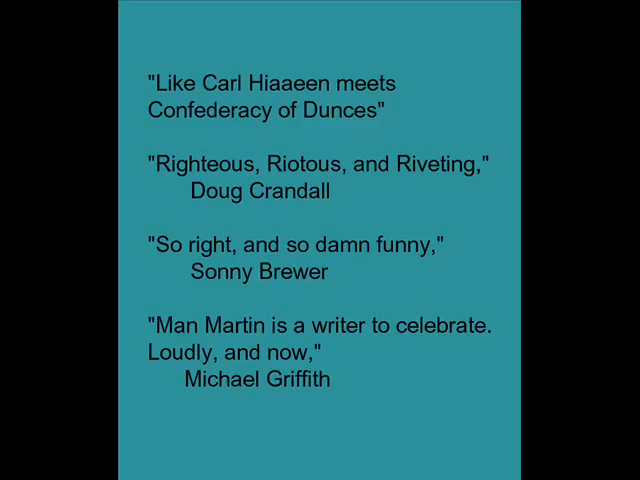 "Like Carl Hiaaeen meets
Confederacy of Dunces"
"Righteous, Riotous, and Riveting,"
Doug Crandall
"So right, and so damn funny,"
Sonny Brewer
"Man Martin is a writer to celebrate.
Loudly, and now,"
Michael Griffith